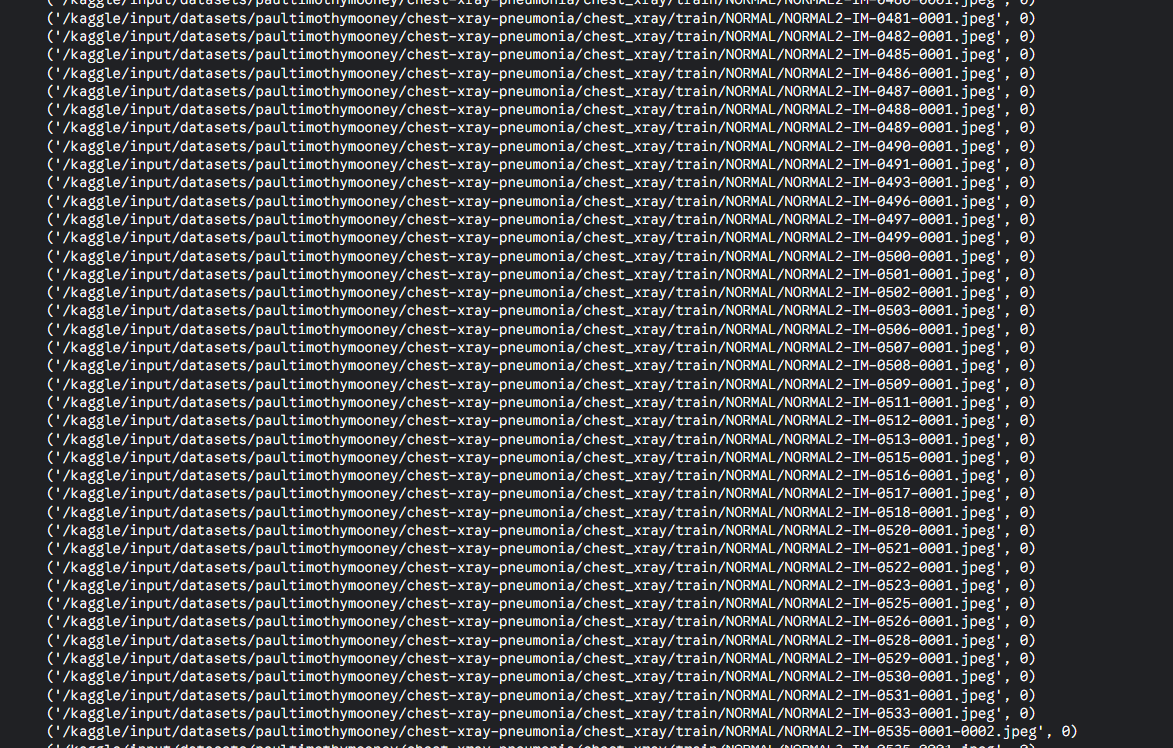 ('/kaggle/input/datasets/paultimothymooney/chest-xray-pneumonia/chest_xray/train/NORMAL/NORMAL2-IM-0481-0001.jpeg', 0)
('/kaggle/input/datasets/paultimothymooney/chest-xray-pneumonia/chest_xray/train/NORMAL/NORMAL2-IM-0482-0001.jpeg', 0)
('/kaggle/input/datasets/paultimothymooney/chest-xray-pneumonia/chest_xray/train/NORMAL/NORMAL2-IM-0485-0001.jpeg', 0)
('/kaggle/input/datasets/paultimothymooney/chest-xray-pneumonia/chest_xray/train/NORMAL/NORMAL2-IM-0486-0001.jpeg', 0)
('/kaggle/input/datasets/paultimothymooney/chest-xray-pneumonia/chest_xray/train/NORMAL/NORMAL2-IM-0487-0001.jpeg', 0)
('/kaggle/input/datasets/paultimothymooney/chest-xray-pneumonia/chest_xray/train/NORMAL/NORMAL2-IM-0488-0001.jpeg', 0)
('/kaggle/input/datasets/paultimothymooney/chest-xray-pneumonia/chest_xray/train/NORMAL/NORMAL2-IM-0489-0001.jpeg', 0)
('/kaggle/input/datasets/paultimothymooney/chest-xray-pneumonia/chest_xray/train/NORMAL/NORMAL2-IM-0490-0001.jpeg', 0)
('/kaggle/input/datasets/paultimothymooney/chest-xray-pneumonia/chest_xray/train/NORMAL/NORMAL2-IM-0491-0001.jpeg', 0)
('/kaggle/input/datasets/paultimothymooney/chest-xray-pneumonia/chest_xray/train/NORMAL/NORMAL2-IM-0493-0001.jpeg', 0)
('/kaggle/input/datasets/paultimothymooney/chest-xray-pneumonia/chest_xray/train/NORMAL/NORMAL2-IM-0496-0001.jpeg', 0)
('/kaggle/input/datasets/paultimothymooney/chest-xray-pneumonia/chest_xray/train/NORMAL/NORMAL2-IM-0497-0001.jpeg', 0)
('/kaggle/input/datasets/paultimothymooney/chest-xray-pneumonia/chest_xray/train/NORMAL/NORMAL2-IM-0499-0001.jpeg', 0)
('/kaggle/input/datasets/paultimothymooney/chest-xray-pneumonia/chest_xray/train/NORMAL/NORMAL2-IM-0500-0001.jpeg', 0)
('/kaggle/input/datasets/paultimothymooney/chest-xray-pneumonia/chest_xray/train/NORMAL/NORMAL2-IM-0501-0001.jpeg', 0)
('/kaggle/input/datasets/paultimothymooney/chest-xray-pneumonia/chest_xray/train/NORMAL/NORMAL2-IM-0502-0001.jpeg', 0)
('/kaggle/input/datasets/paultimothymooney/chest-xray-pneumonia/chest_xray/train/NORMAL/NORMAL2-IM-0503-0001.jpeg', 0)
('/kaggle/input/datasets/paultimothymooney/chest-xray-pneumonia/chest_xray/train/NORMAL/NORMAL2-IM-0506-0001.jpeg', 0)
('/kaggle/input/datasets/paultimothymooney/chest-xray-pneumonia/chest_xray/train/NORMAL/NORMAL2-IM-0507-0001.jpeg', 0)
('/kaggle/input/datasets/paultimothymooney/chest-xray-pneumonia/chest_xray/train/NORMAL/NORMAL2-IM-0508-0001.jpeg', 0)
('/kaggle/input/datasets/paultimothymooney/chest-xray-pneumonia/chest_xray/train/NORMAL/NORMAL2-IM-0509-0001.jpeg', 0)
('/kaggle/input/datasets/paultimothymooney/chest-xray-pneumonia/chest_xray/train/NORMAL/NORMAL2-IM-0511-0001.jpeg', 0)
('/kaggle/input/datasets/paultimothymooney/chest-xray-pneumonia/chest_xray/train/NORMAL/NORMAL2-IM-0512-0001.jpeg', 0)
('/kaggle/input/datasets/paultimothymooney/chest-xray-pneumonia/chest_xray/train/NORMAL/NORMAL2-IM-0513-0001.jpeg', 0)
('/kaggle/input/datasets/paultimothymooney/chest-xray-pneumonia/chest_xray/train/NORMAL/NORMAL2-IM-0515-0001.jpeg', 0)
('/kaggle/input/datasets/paultimothymooney/chest-xray-pneumonia/chest_xray/train/NORMAL/NORMAL2-IM-0516-0001.jpeg', 0)
('/kaggle/input/datasets/paultimothymooney/chest-xray-pneumonia/chest_xray/train/NORMAL/NORMAL2-IM-0517-0001.jpeg', 0)
('/kaggle/input/datasets/paultimothymooney/chest-xray-pneumonia/chest_xray/train/NORMAL/NORMAL2-IM-0518-0001.jpeg', 0)
('/kaggle/input/datasets/paultimothymooney/chest-xray-pneumonia/chest_xray/train/NORMAL/NORMAL2-IM-0520-0001.jpeg', 0)
('/kaggle/input/datasets/paultimothymooney/chest-xray-pneumonia/chest_xray/train/NORMAL/NORMAL2-IM-0521-0001.jpeg', 0)
('/kaggle/input/datasets/paultimothymooney/chest-xray-pneumonia/chest_xray/train/NORMAL/NORMAL2-IM-0522-0001.jpeg', 0)
('/kaggle/input/datasets/paultimothymooney/chest-xray-pneumonia/chest_xray/train/NORMAL/NORMAL2-IM-0523-0001.jpeg', 0)
('/kaggle/input/datasets/paultimothymooney/chest-xray-pneumonia/chest_xray/train/NORMAL/NORMAL2-IM-0525-0001.jpeg', 0)
('/kaggle/input/datasets/paultimothymooney/chest-xray-pneumonia/chest_xray/train/NORMAL/NORMAL2-IM-0526-0001.jpeg', 0)
('/kaggle/input/datasets/paultimothymooney/chest-xray-pneumonia/chest_xray/train/NORMAL/NORMAL2-IM-0528-0001.jpeg', 0)
('/kaggle/input/datasets/paultimothymooney/chest-xray-pneumonia/chest_xray/train/NORMAL/NORMAL2-IM-0529-0001.jpeg', 0)
('/kaggle/input/datasets/paultimothymooney/chest-xray-pneumonia/chest_xray/train/NORMAL/NORMAL2-IM-0530-0001.jpeg', 0)
('/kaggle/input/datasets/paultimothymooney/chest-xray-pneumonia/chest_xray/train/NORMAL/NORMAL2-IM-0531-0001.jpeg', 0)
('/kaggle/input/datasets/paultimothymooney/chest-xray-pneumonia/chest_xray/train/NORMAL/NORMAL2-IM-0533-0001.jpeg', 0)
('/kaggle/input/datasets/paultimothymooney/chest-xray-pneumonia/chest_xray/train/NORMAL/NORMAL2-IM-0535-0001-0002.jpeg', 0)